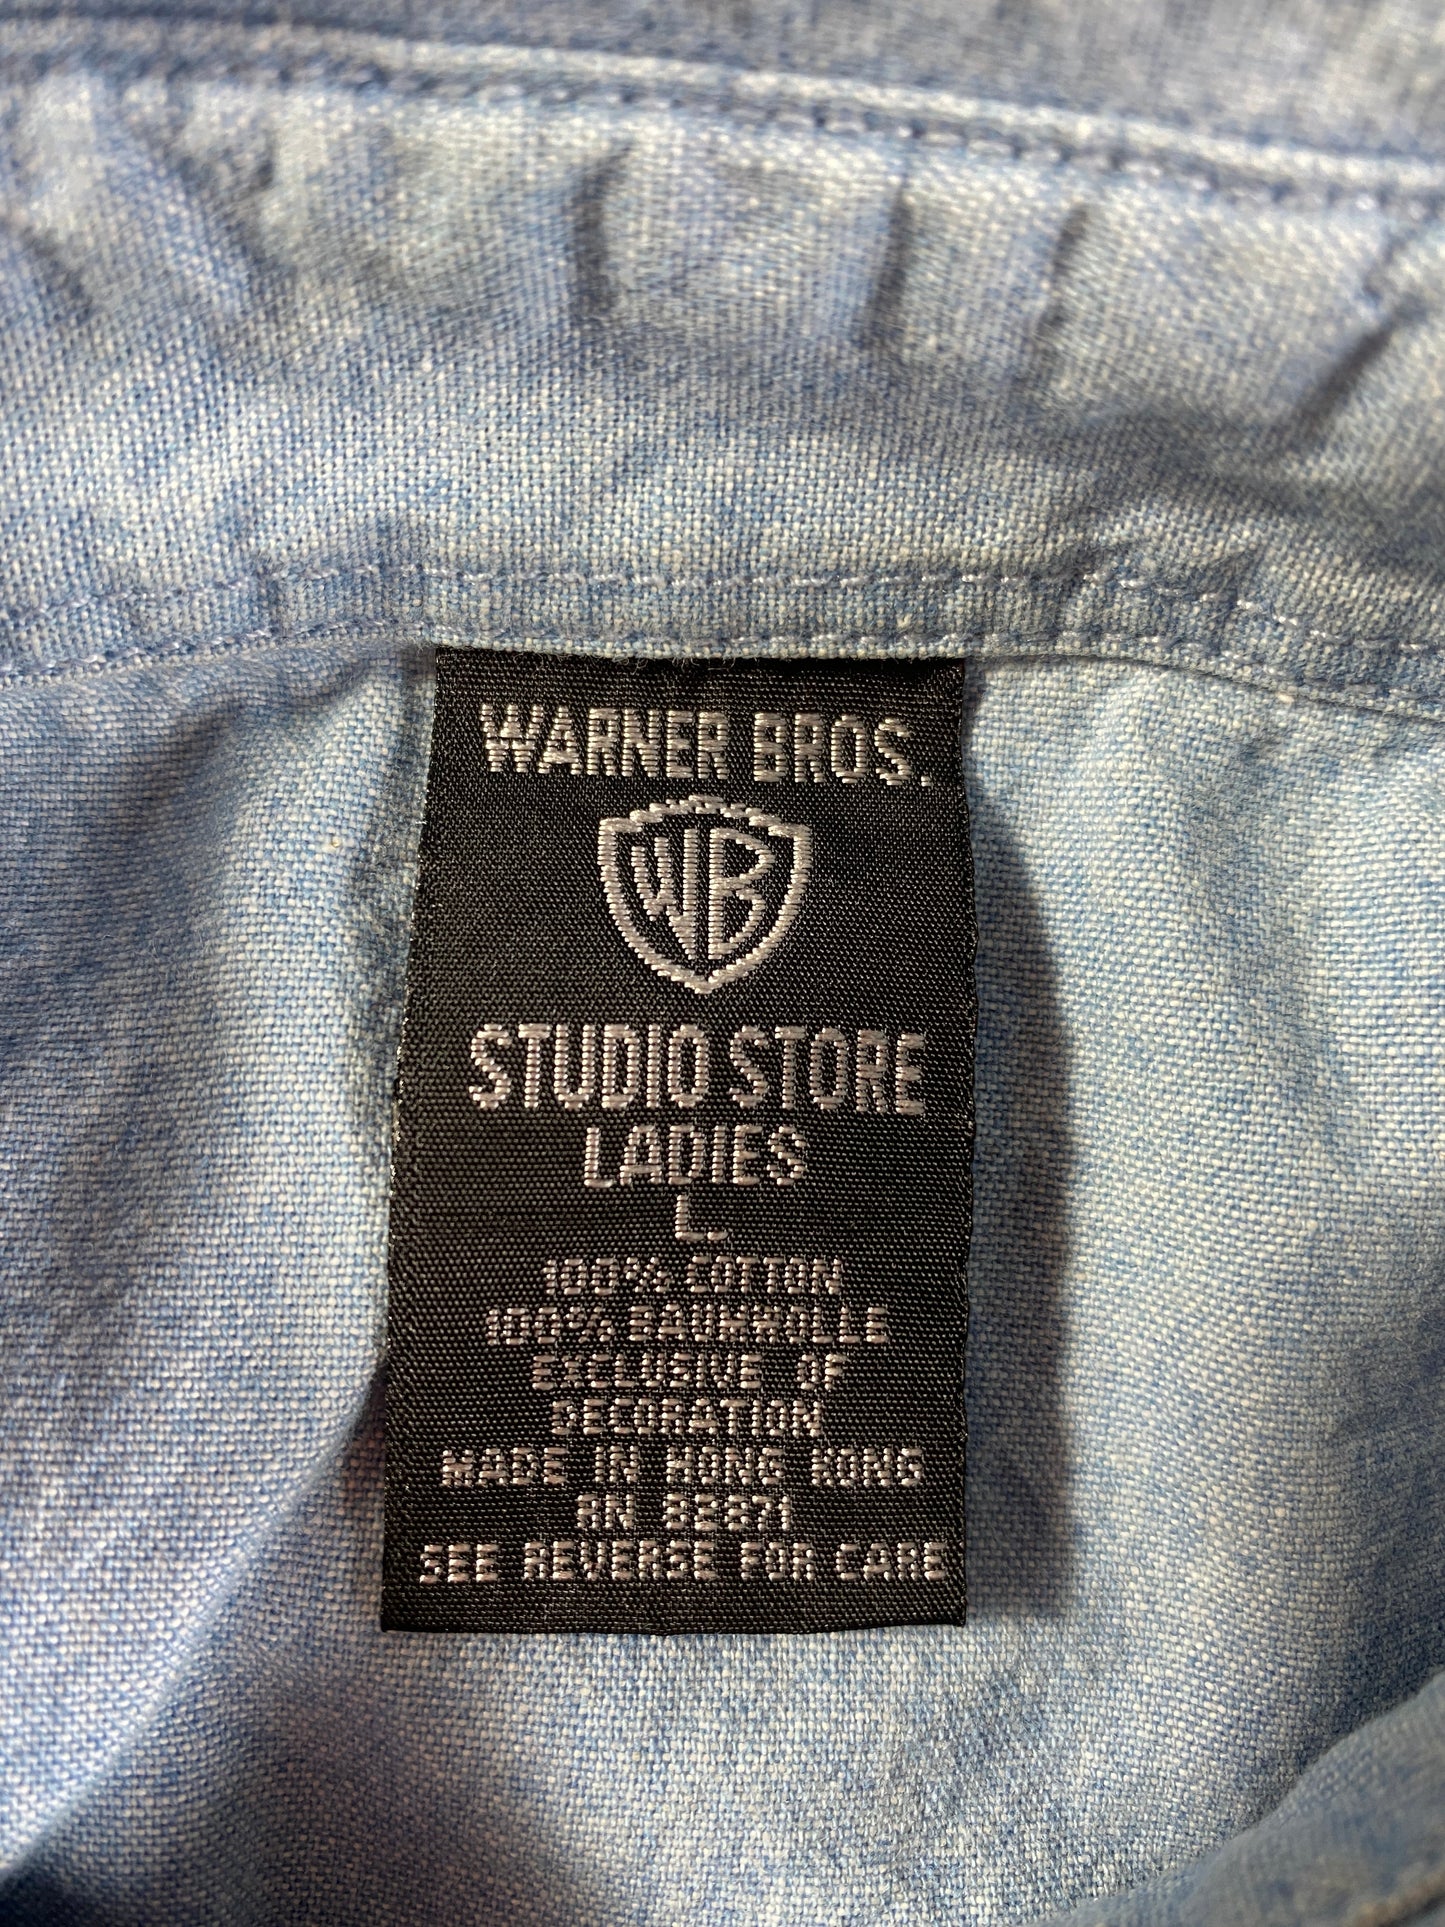 WARNER BROS.
WB
STUDIO STORE
LADIES
L
100% COTTON
100% BAUMWOLLE
EXCLUSIVE OF
DECORATION
MADE IN HONG KONG
RN 82871
SEE REVERSE FOR CARE